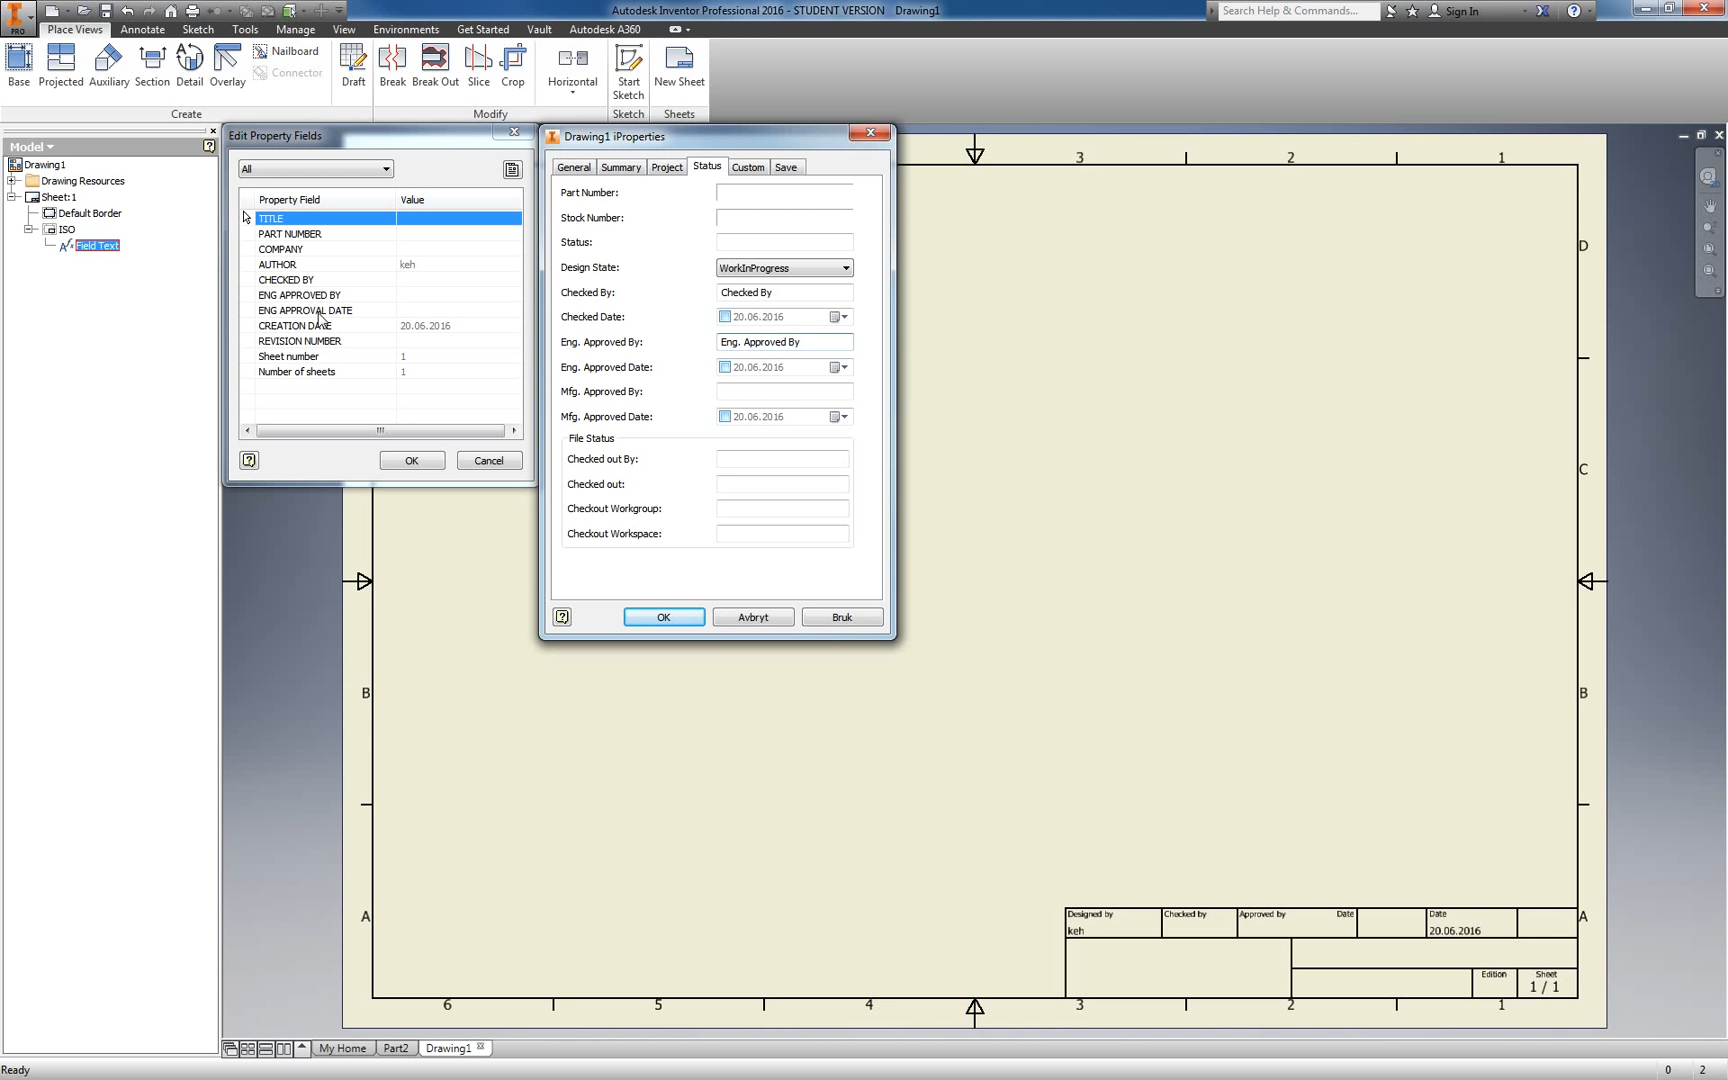 Autodesk Inventor Professional 2016 - STUDENT VERSION Drawing1
Search Help & Commands...
Sign In
PRO
Place Views Annotate Sketch Tools Manage View Environments Get Started Vault Autodesk A360
Base Projected Auxiliary Section Detail Overlay
Nailboard
Connector
Draft Break Break Out Slice Crop Horizontal Start Sketch New Sheet
Create Modify Sketch Sheets
Model
Drawing1
Drawing Resources
Sheet:1
Default Border
ISO
Field Text
Edit Property Fields
All
Property Field Value
TITLE
PART NUMBER
COMPANY
AUTHOR keh
CHECKED BY
ENG APPROVED BY
ENG APPROVAL DATE
CREATION DATE 20.06.2016
REVISION NUMBER
Sheet number 1
Number of sheets 1
OK Cancel
Drawing1 iProperties
General Summary Project Status Custom Save
Part Number:
Stock Number:
Status:
Design State: WorkInProgress
Checked By: Checked By
Checked Date: 20.06.2016
Eng. Approved By: Eng. Approved By
Eng. Approved Date: 20.06.2016
Mfg. Approved By:
Mfg. Approved Date: 20.06.2016
File Status
Checked out By:
Checked out:
Checkout Workgroup:
Checkout Workspace:
OK Avbryt Bruk
3 2 1
D
C
B B
A A
Designed by Checked by Approved by Date Date
keh 20.06.2016
Edition Sheet
1 / 1
6 5 4 3 2 1
My Home Part2 Drawing1
Ready 0 2